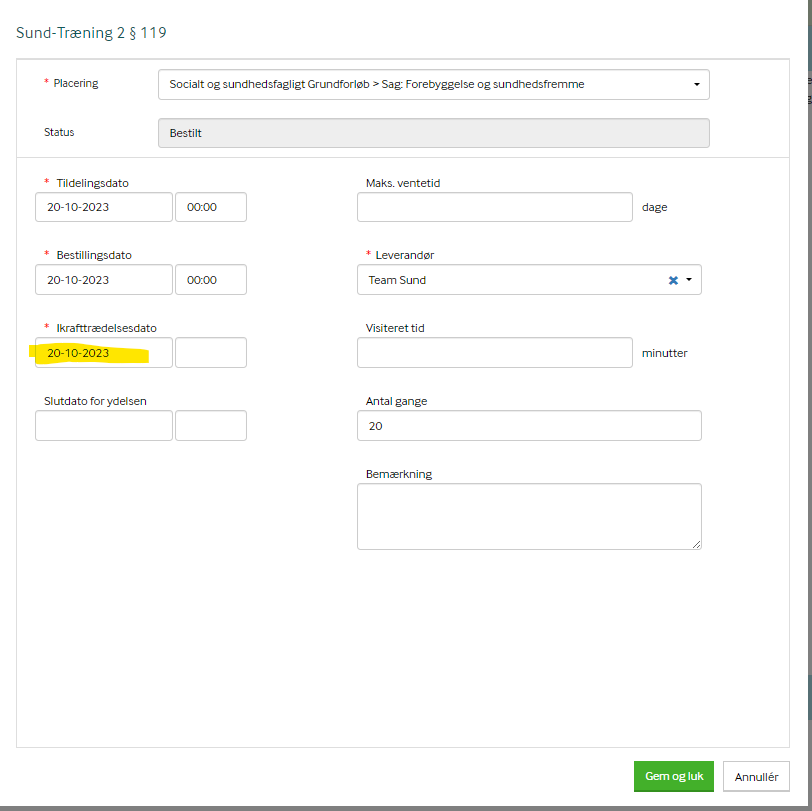 Sund-Træning 2 § 119
* Placering
Socialt og sundhedsfagligt Grundforløb > Sag: Forebyggelse og sundhedsfremme
Status
Bestilt
* Tildelingsdato
Maks. ventetid
20-10-2023
00:00
dage
* Bestillingsdato
* Leverandør
20-10-2023
00:00
Team Sund
* Ikrafttrædelsesdato
Visiteret tid
20-10-2023
minutter
Slutdato for ydelsen
Antal gange
20
Bemærkning
Gem og luk
Annullér